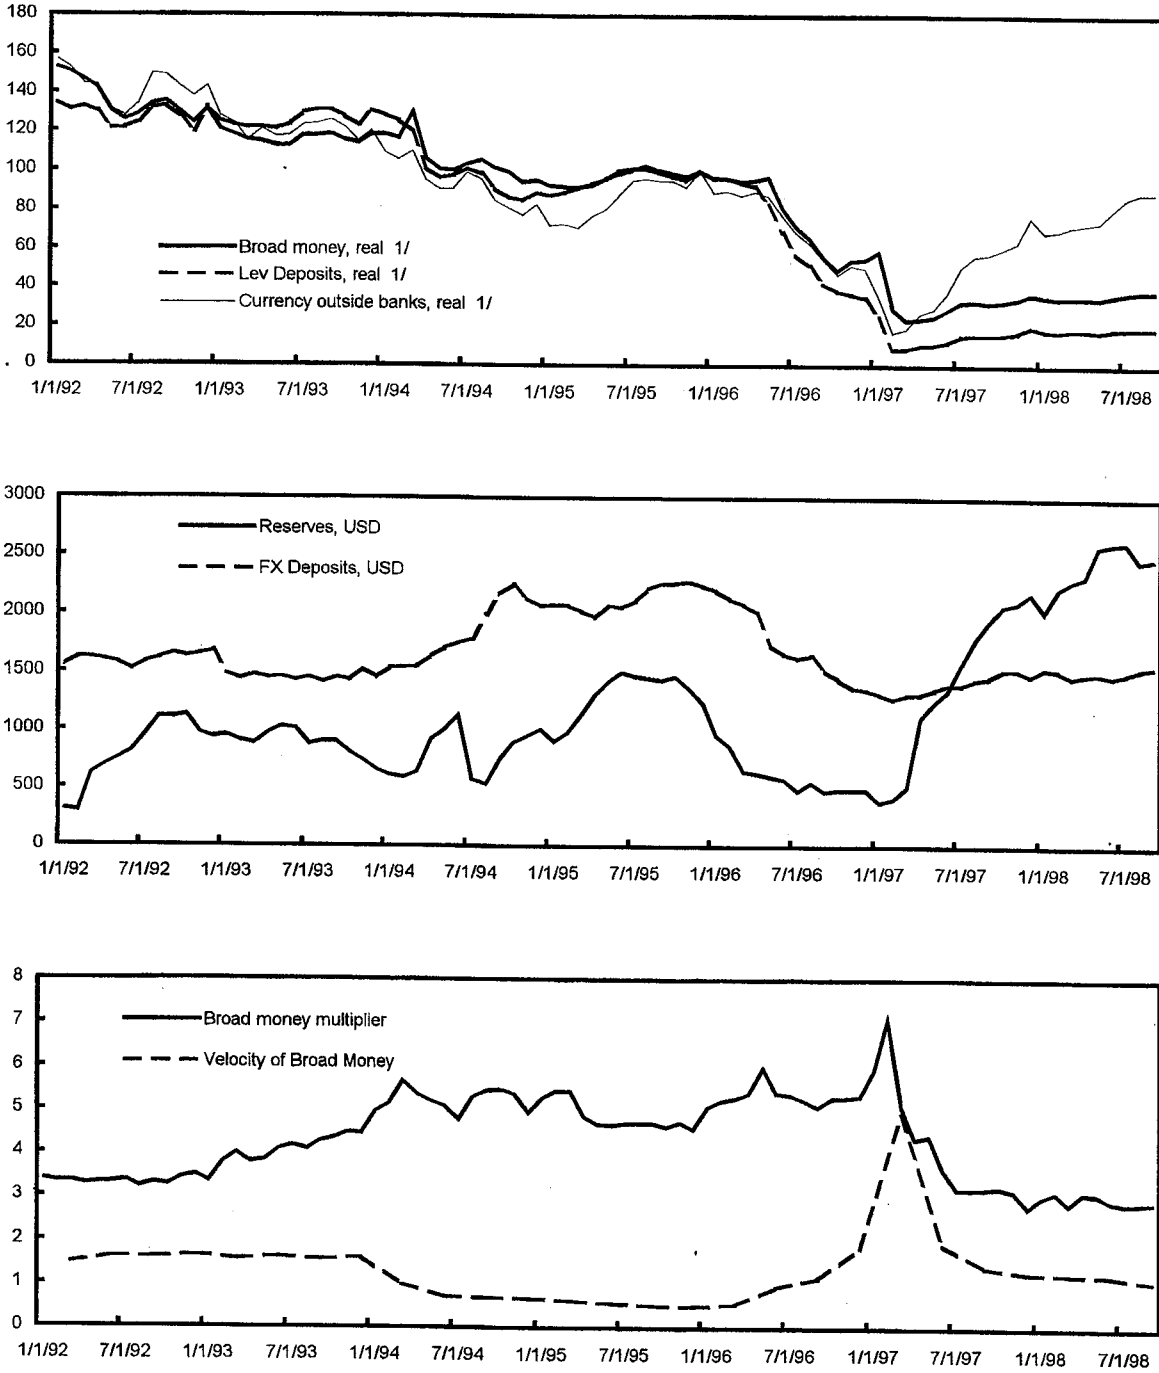 180
160
140
120
100
80
60
40
20
0
Broad money, real 1/
Lev Deposits, real 1/
Currency outside banks, real 1/
1/1/92 7/1/92 1/1/93 7/1/93 1/1/94 7/1/94 1/1/95 7/1/95 1/1/96 7/1/96 1/1/97 7/1/97 1/1/98 7/1/98
3000
2500
2000
1500
1000
500
0
Reserves, USD
FX Deposits, USD
1/1/92 7/1/92 1/1/93 7/1/93 1/1/94 7/1/94 1/1/95 7/1/95 1/1/96 7/1/96 1/1/97 7/1/97 1/1/98 7/1/98
8
7
6
5
4
3
2
1
0
Broad money multiplier
Velocity of Broad Money
1/1/92 7/1/92 1/1/93 7/1/93 1/1/94 7/1/94 1/1/95 7/1/95 1/1/96 7/1/96 1/1/97 7/1/97 1/1/98 7/1/98